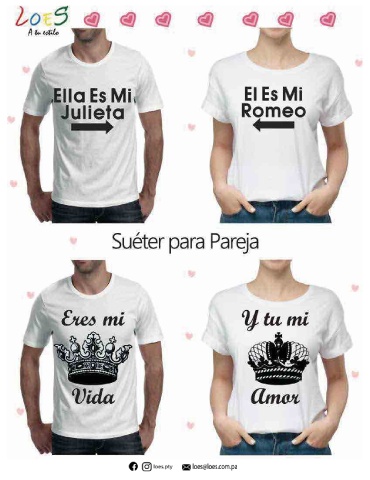 LOES
A tu estilo
Ella Es Mi
Julieta
El Es Mi
Romeo
Suéter para Pareja
Eres mi
Vida
Y tu mi
Amor
loes.pty
loes@loes.com.pa